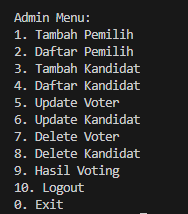 Admin Menu:
1. Tambah Pemilih
2. Daftar Pemilih
3. Tambah Kandidat
4. Daftar Kandidat
5. Update Voter
6. Update Kandidat
7. Delete Voter
8. Delete Kandidat
9. Hasil Voting
10. Logout
0. Exit